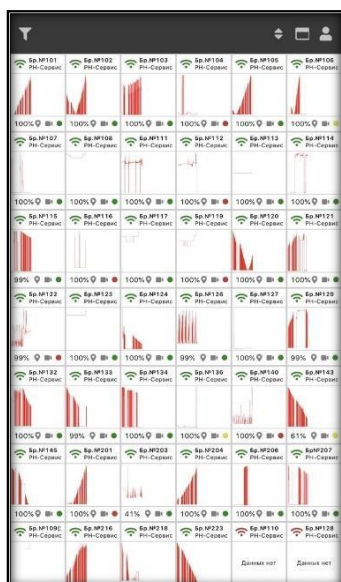 Бр.№101 Бр.№102 Бр.№103 Бр.№104 Бр.№105 Бр.№106
РН-Сервис РН-Сервис РН-Сервис РН-Сервис РН-Сервис РН-Сервис
100% 100% 100% 100% 100% 100%
Бр.№107 Бр.№108 Бр.№111 Бр.№112 Бр.№113 Бр.№114
РН-Сервис РН-Сервис РН-Сервис РН-Сервис РН-Сервис РН-Сервис
100% 100% 100% 100% 100% 100%
Бр.№115 Бр.№116 Бр.№117 Бр.№119 Бр.№120 Бр.№121
РН-Сервис РН-Сервис РН-Сервис РН-Сервис РН-Сервис РН-Сервис
99% 100% 100% 100% 100% 100%
Бр.№122 Бр.№123 Бр.№124 Бр.№126 Бр.№127 Бр.№129
РН-Сервис РН-Сервис РН-Сервис РН-Сервис РН-Сервис РН-Сервис
99% 100% 100% 99% 100% 99%
Бр.№132 Бр.№133 Бр.№134 Бр.№136 Бр.№140 Бр.№143
РН-Сервис РН-Сервис РН-Сервис РН-Сервис РН-Сервис РН-Сервис
100% 99% 100% 100% 100% 61%
Бр.№201 Бр.№203 Бр.№204 Бр.№206 Бр№207
РН-Сервис РН-Сервис РН-Сервис РН-Сервис РН-Сервис РН-Сервис
100% 100% 41% 100% 100% 100%
Бр.№216 Бр.№218 Бр.№223 Бр.№110 Бр.№128
РН-Сервис РН-Сервис РН-Сервис РН-Сервис РН-Сервис РН-Сервис
Данных нет Данных нет